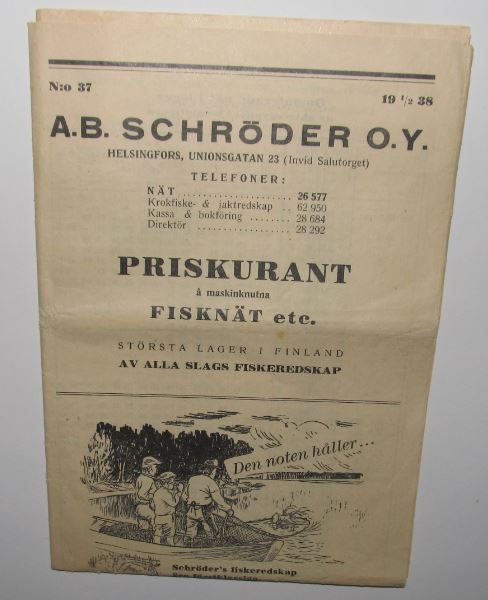 N:o 37
19 1/2 38
A.B. SCHRÖDER O.Y.
HELSINGFORS, UNIONSGATAN 23 (Invid Salutorget)
TELEFONER:
NÄT ..................... 26 577
Krokfiske- & jaktredskap .. 62 950
Kassa & bokföring ........ 28 684
Direktör .................. 28 292
PRISKURANT
å maskinknutna
FISKNÄT etc.
STÖRSTA LAGER I FINLAND
AV ALLA SLAGS FISKEREDSKAP
Den noten håller...
Schröder's fiskeredskap